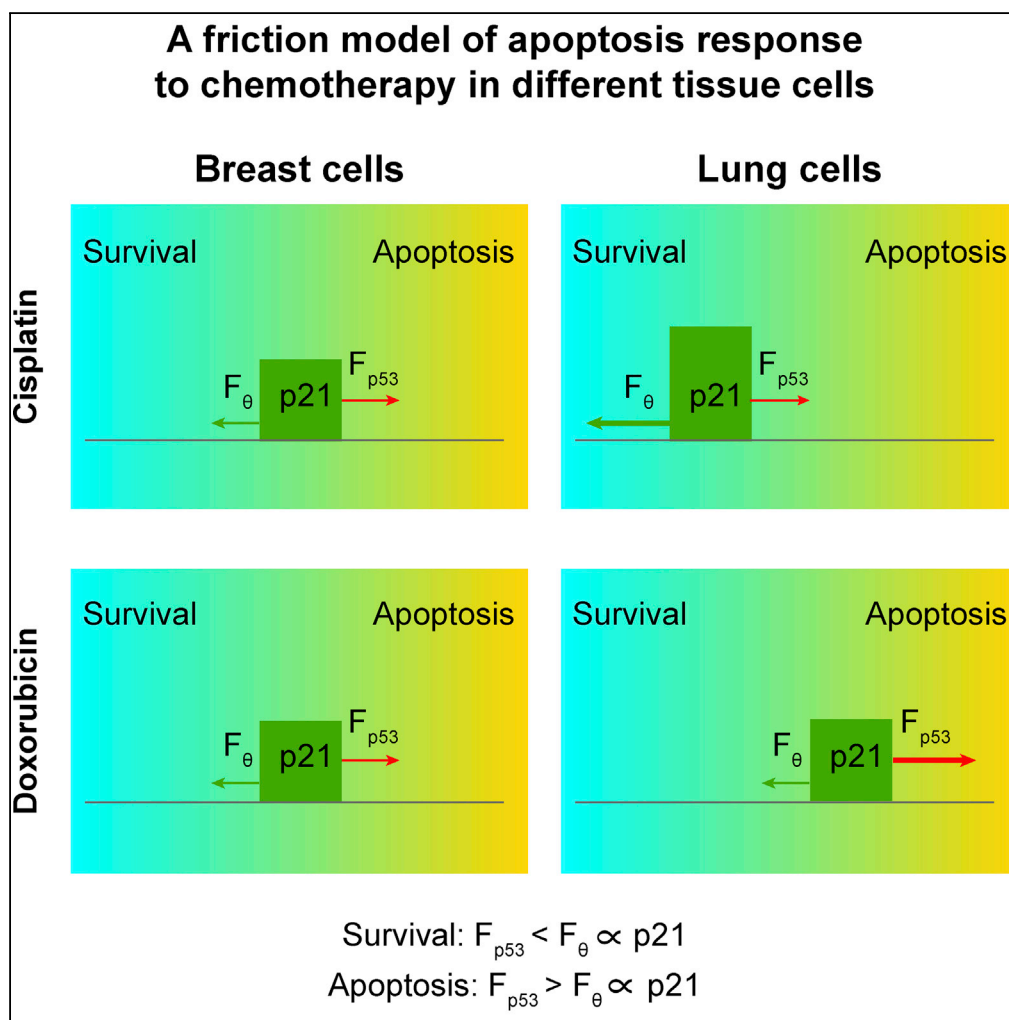 A friction model of apoptosis response
to chemotherapy in different tissue cells
Breast cells
Lung cells
Cisplatin
Survival
Apoptosis
Fθ
p21
Fp53
Survival
Apoptosis
Fθ
p21
Fp53
Doxorubicin
Survival
Apoptosis
Fθ
p21
Fp53
Survival
Apoptosis
Fθ
p21
Fp53
Survival: Fp53 < Fθ ∝ p21
Apoptosis: Fp53 > Fθ ∝ p21